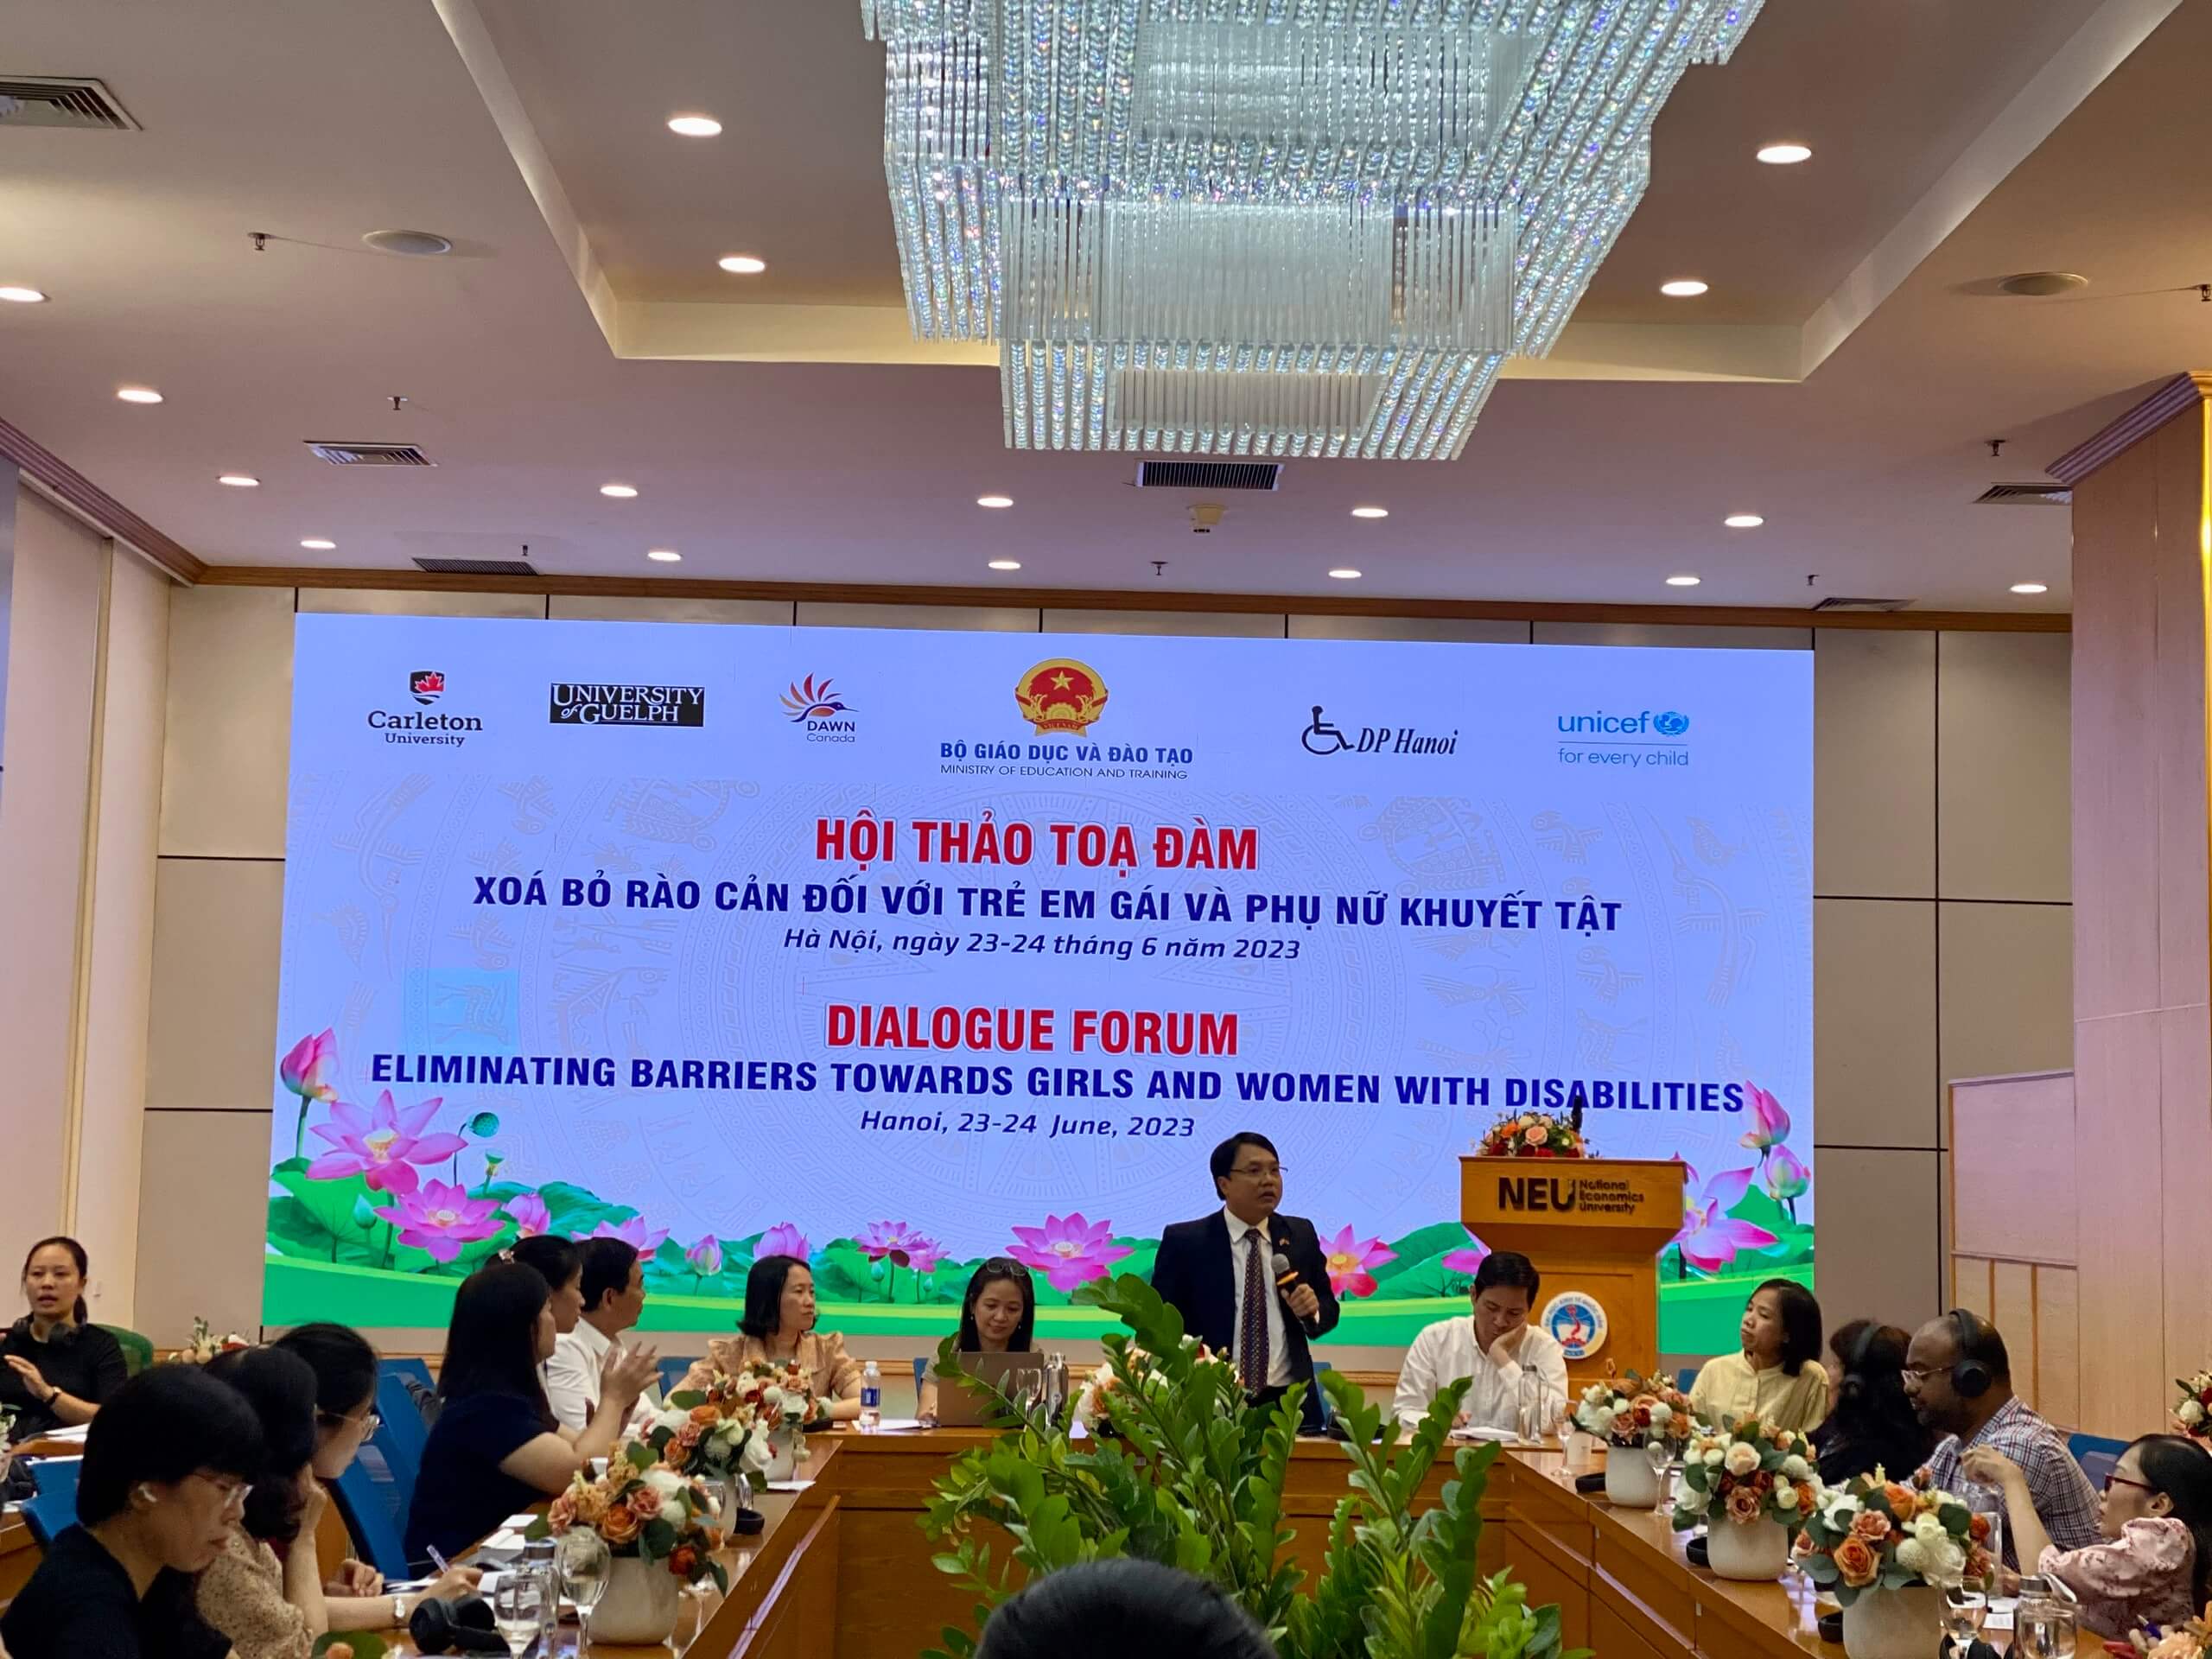 Carleton
University
UNIVERSITY
of GUELPH
DAWN
Canada
VIỆT NAM
BỘ GIÁO DỤC VÀ ĐÀO TẠO
MINISTRY OF EDUCATION AND TRAINING
DP Hanoi
unicef
for every child
HỘI THẢO TOẠ ĐÀM
XOÁ BỎ RÀO CẢN ĐỐI VỚI TRẺ EM GÁI VÀ PHỤ NỮ KHUYẾT TẬT
Hà Nội, ngày 23-24 tháng 6 năm 2023
DIALOGUE FORUM
ELIMINATING BARRIERS TOWARDS GIRLS AND WOMEN WITH DISABILITIES
Hanoi, 23-24 June, 2023
NEU National
Economics
University